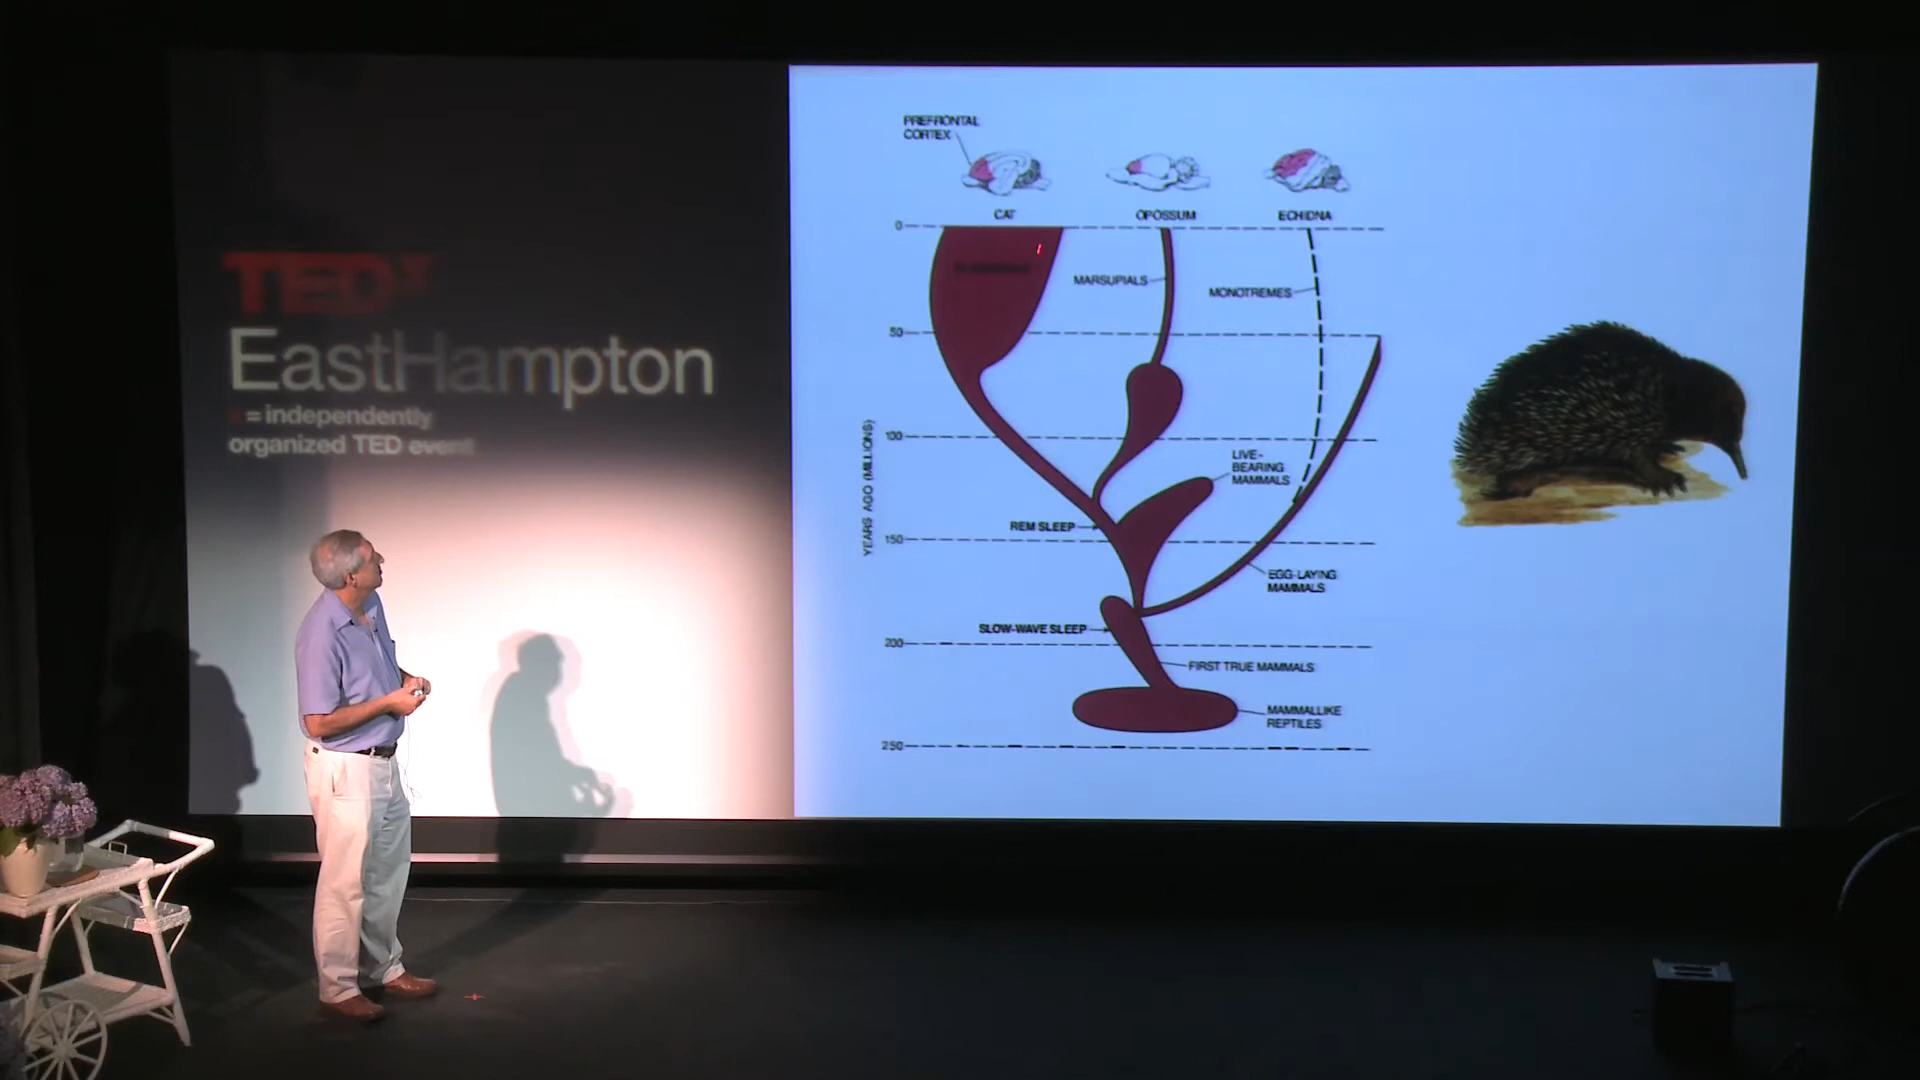 TEDx
EastHampton
x = independently
organized TED event
PREFRONTAL
CORTEX
CAT
OPOSSUM
ECHIDNA
0
MARSUPIALS
MONOTREMES
50
100
YEARS AGO (MILLIONS)
LIVE-
BEARING
MAMMALS
REM SLEEP
150
EGG-LAYING
MAMMALS
SLOW-WAVE SLEEP
200
FIRST TRUE MAMMALS
MAMMALLIKE
REPTILES
250